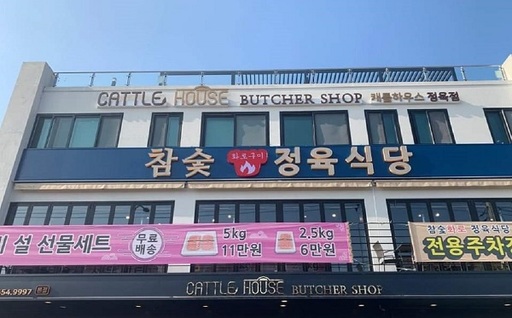 CATTLE HOUSE BUTCHER SHOP 캐틀하우스 정육점
참숯 화로구이 정육식당
설 선물세트 무료배송 5kg 11만원 2.5kg 6만원
참숯화로 정육식당
전용주차
54.9997 CATTLE HOUSE BUTCHER SHOP